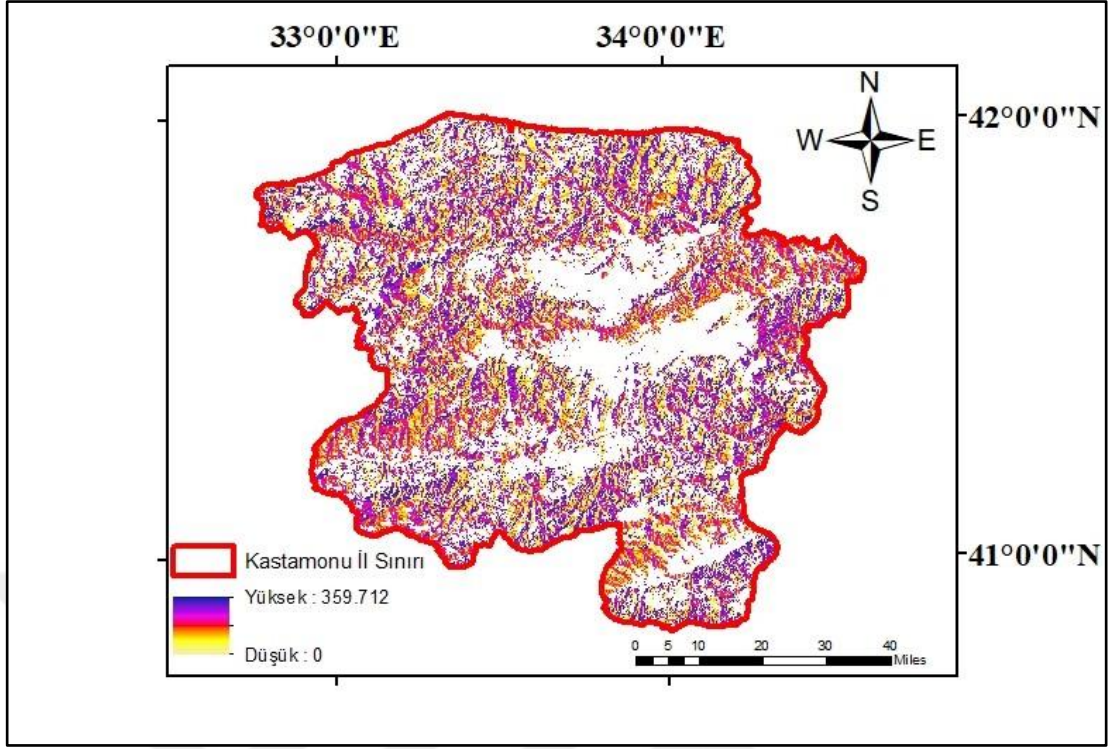 33°0'0"E 34°0'0"E
N
42°0'0"N
W E
S
41°0'0"N
Kastamonu İl Sınırı
Yüksek : 359.712
Düşük : 0
0 5 10 20 30 40
Miles